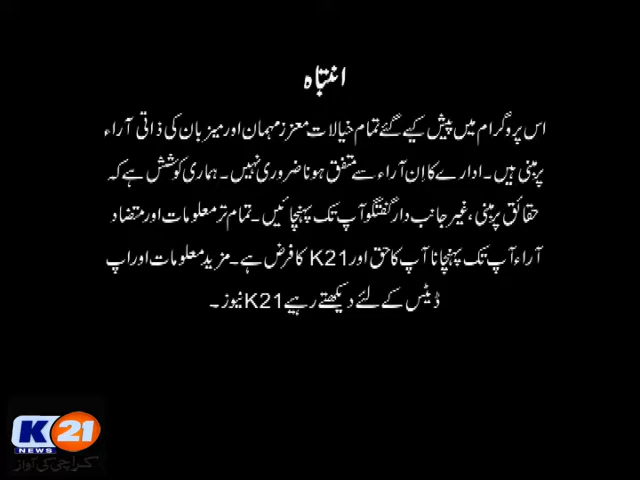 انتباہ
اس پروگرام میں پیش کیے گئے تمام خیالات معزز مہمان اور میزبان کی ذاتی آراء
پر مبنی ہیں۔ ادارے کا اِن آراء سے متفق ہونا ضروری نہیں۔ ہماری کوشش ہے کہ
حقائق پر مبنی ،غیر جانب دار گفتگو آپ تک پہنچائیں۔ تمام تر معلومات اور متضاد
آراء آپ تک پہنچانا آپ کا حق اور K21 کا فرض ہے۔ مزید معلومات اور اپ
ڈیٹس کے لئے دیکھتے رہیے K21 نیوز۔
K21
NEWS
کراچی کی آواز